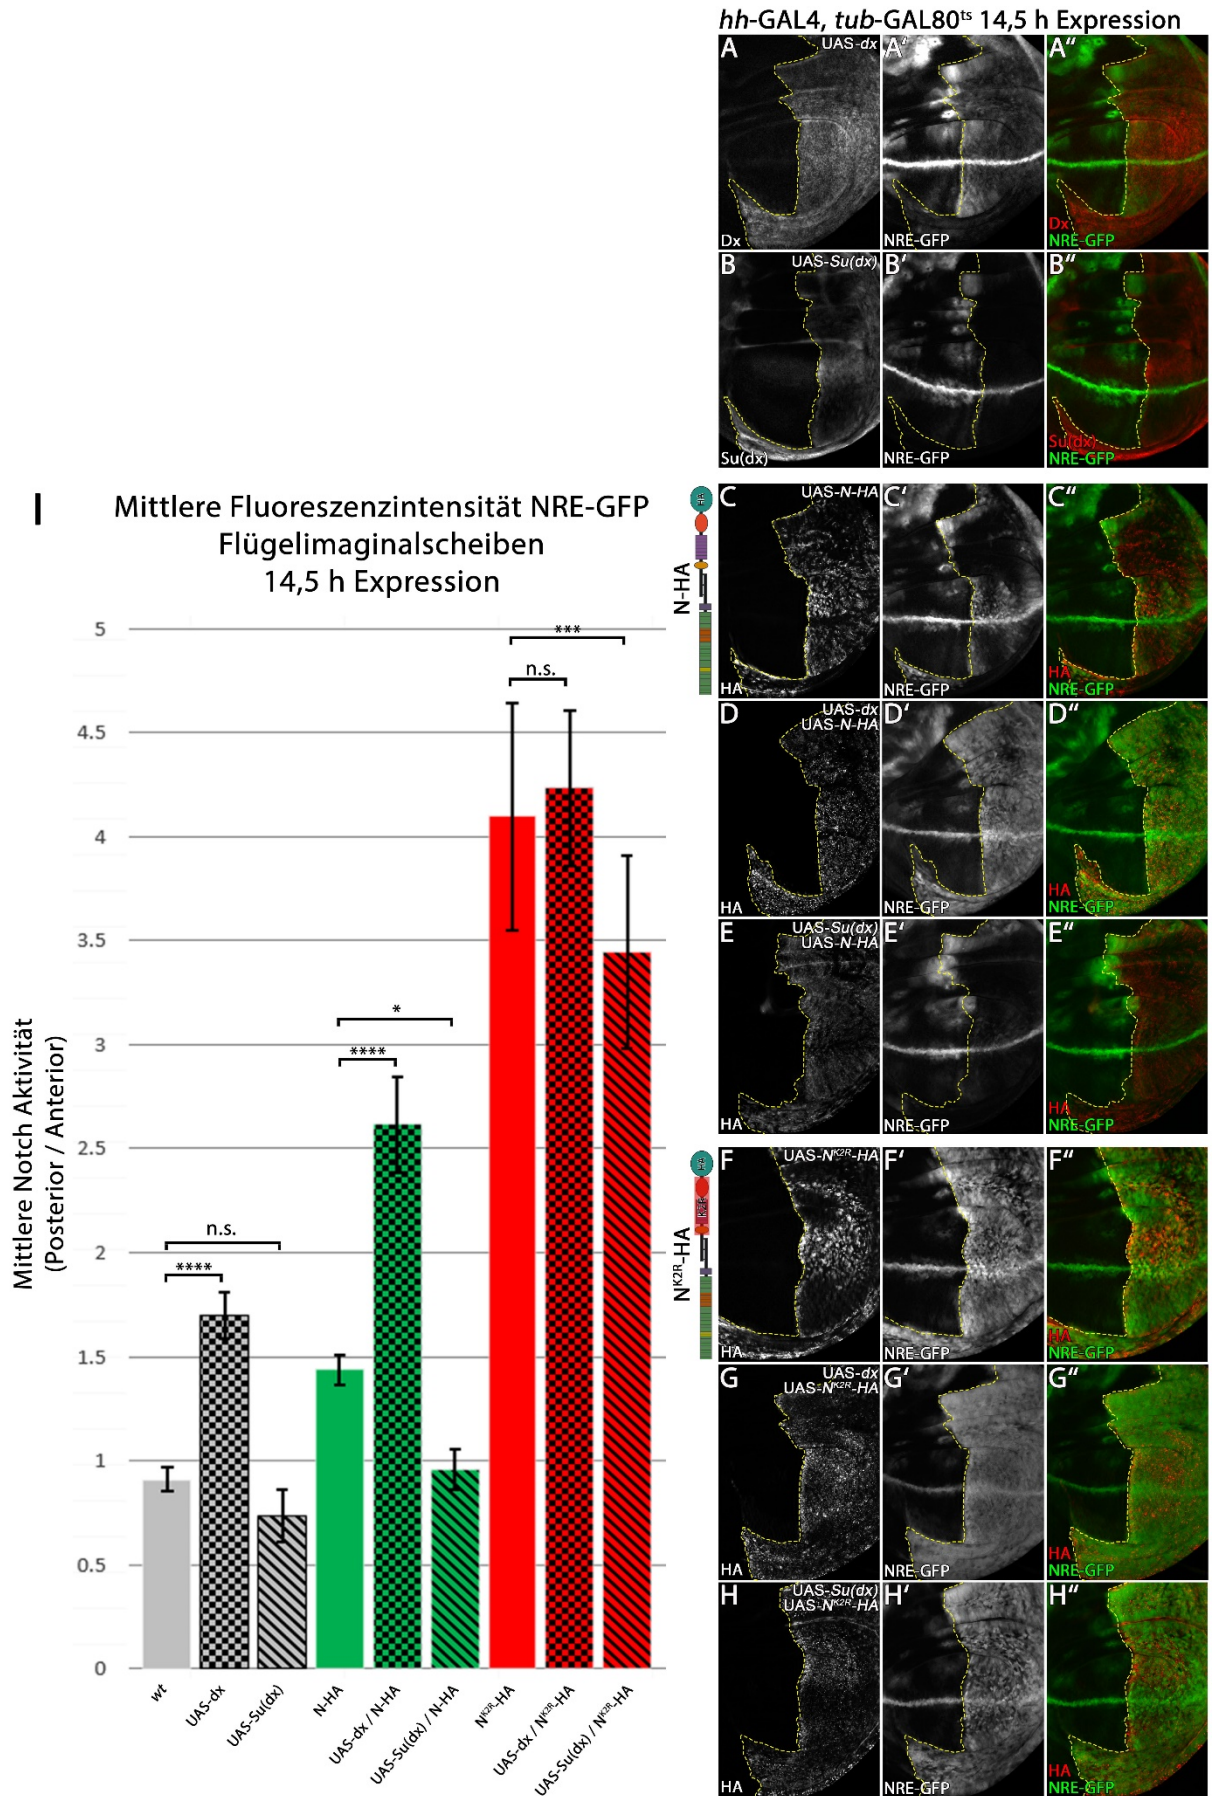 hh-GAL4, tub-GAL80ts 14,5 h Expression
A UAS-dx A' A"
Dx NRE-GFP Dx
NRE-GFP
B UAS-Su(dx) B' B"
Su(dx) NRE-GFP Su(dx)
NRE-GFP
I Mittlere Fluoreszenzintensität NRE-GFP
Flügelimaginalscheiben
14,5 h Expression
Mittlere Notch Aktivität
(Posterior / Anterior)
5
4.5
4
3.5
3
2.5
2
1.5
1
0.5
0
****
n.s.
****
*
n.s.
***
wt
UAS-dx
UAS-Su(dx)
N-HA
UAS-dx / N-HA
UAS-Su(dx) / N-HA
NK2R-HA
UAS-dx / NK2R-HA
UAS-Su(dx) / NK2R-HA
N-HA
HA
C UAS-N-HA C' C"
HA NRE-GFP HA
NRE-GFP
D UAS-dx D' D"
UAS-N-HA
HA NRE-GFP HA
NRE-GFP
E UAS-Su(dx) E' E"
UAS-N-HA
HA NRE-GFP HA
NRE-GFP
NK2R-HA
HA
K2R
F UAS-NK2R-HA F' F"
HA NRE-GFP HA
NRE-GFP
G UAS-dx G' G"
UAS-NK2R-HA
HA NRE-GFP HA
NRE-GFP
H UAS-Su(dx) H' H"
UAS-NK2R-HA
HA NRE-GFP HA
NRE-GFP